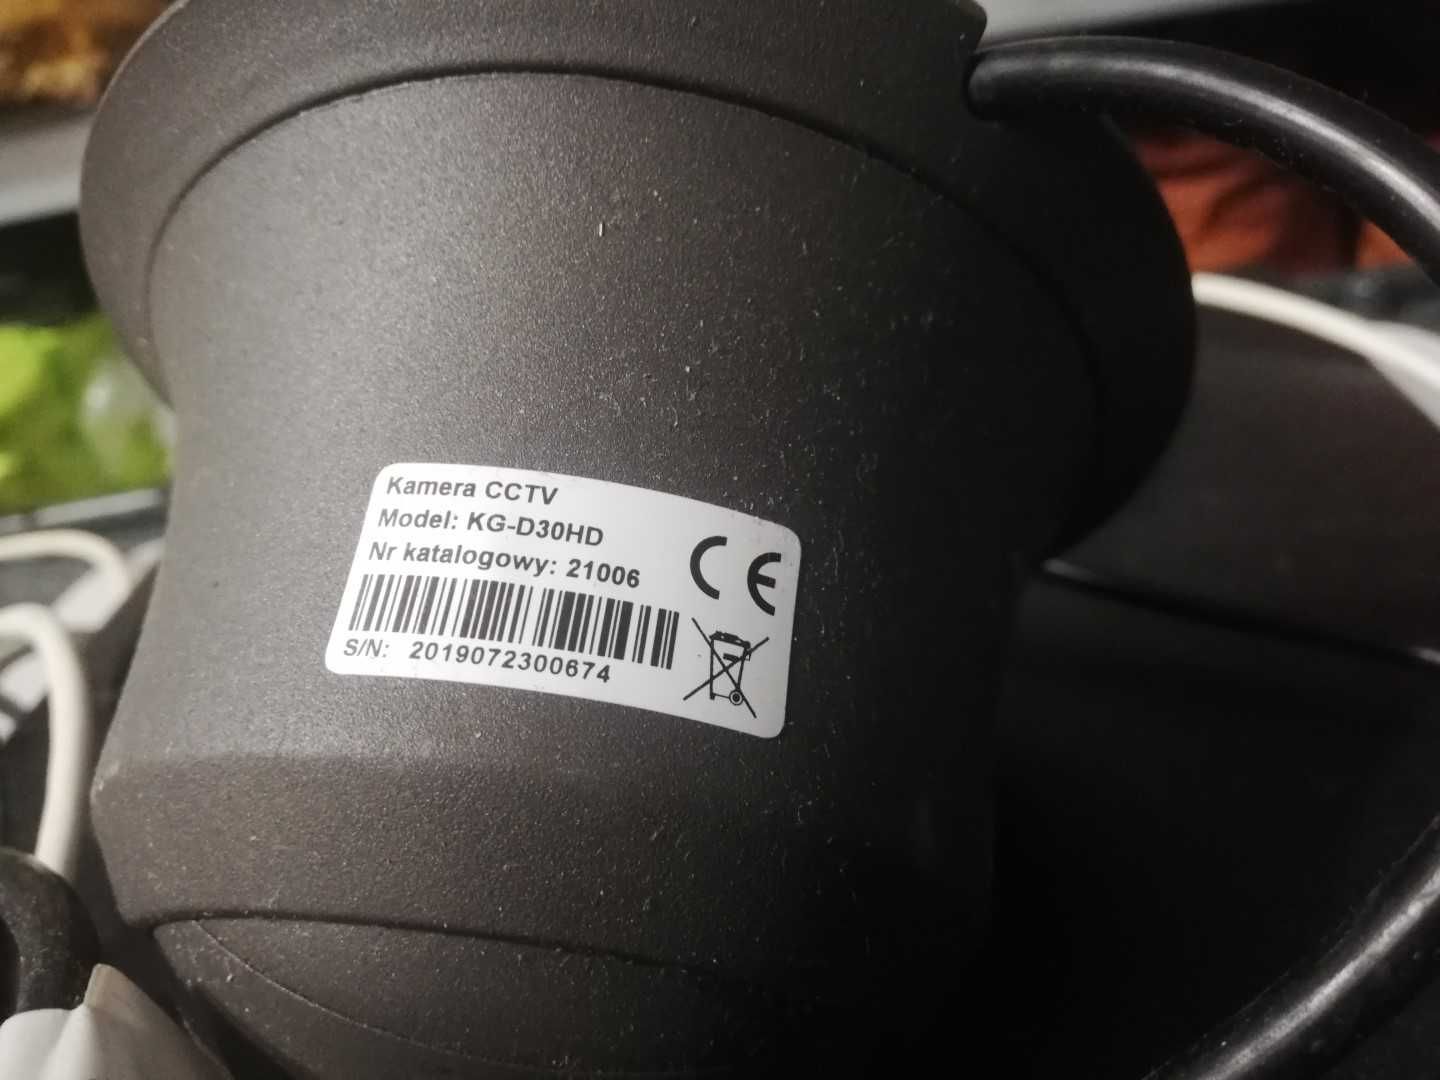 Kamera CCTV
Model: KG-D30HD
Nr katalogowy: 21006
CE
S/N: 2019072300674